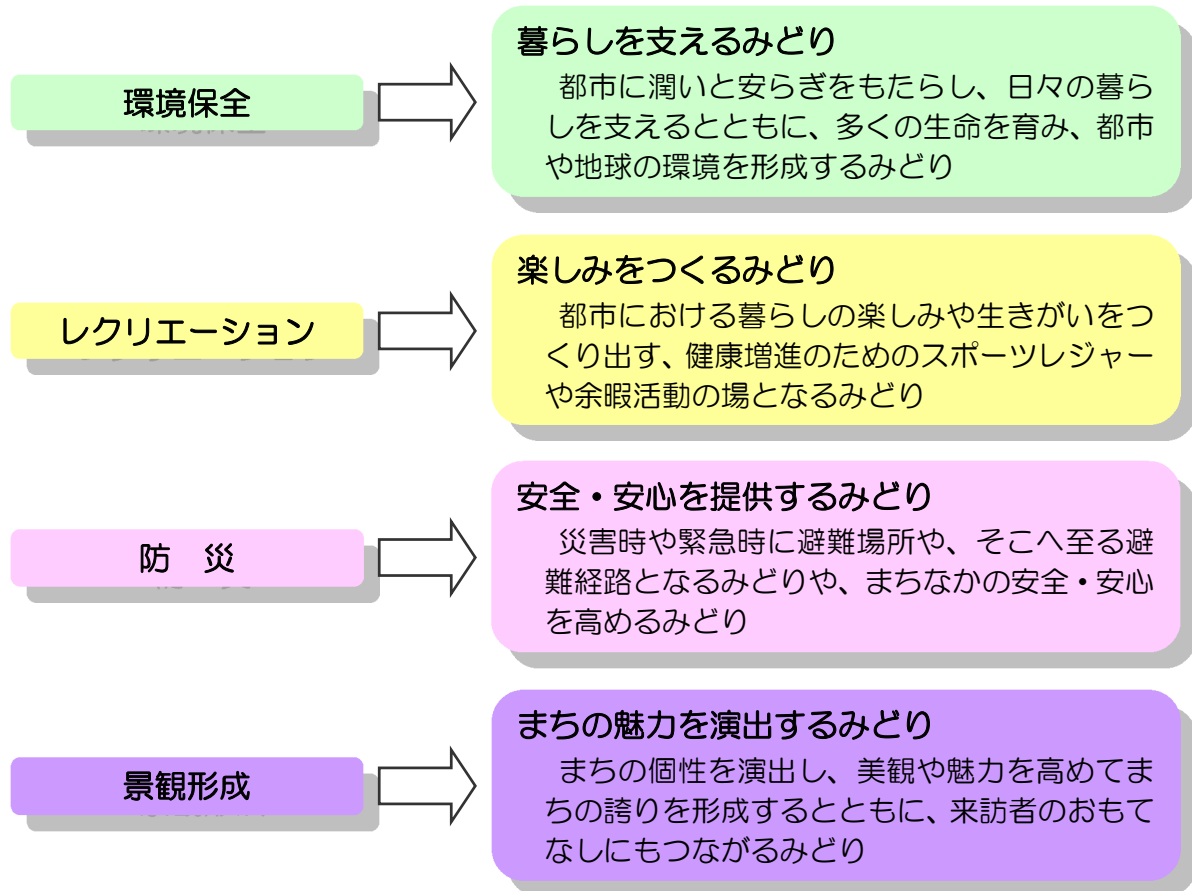 環境保全
暮らしを支えるみどり
都市に潤いと安らぎをもたらし、日々の暮ら
しを支えるとともに、多くの生命を育み、都市
や地球の環境を形成するみどり
レクリエーション
楽しみをつくるみどり
都市における暮らしの楽しみや生きがいをつ
くり出す、健康増進のためのスポーツレジャー
や余暇活動の場となるみどり
防　災
安全・安心を提供するみどり
災害時や緊急時に避難場所や、そこへ至る避
難経路となるみどりや、まちなかの安全・安心
を高めるみどり
景観形成
まちの魅力を演出するみどり
まちの個性を演出し、美観や魅力を高めてま
ちの誇りを形成するとともに、来訪者のおもて
なしにもつながるみどり